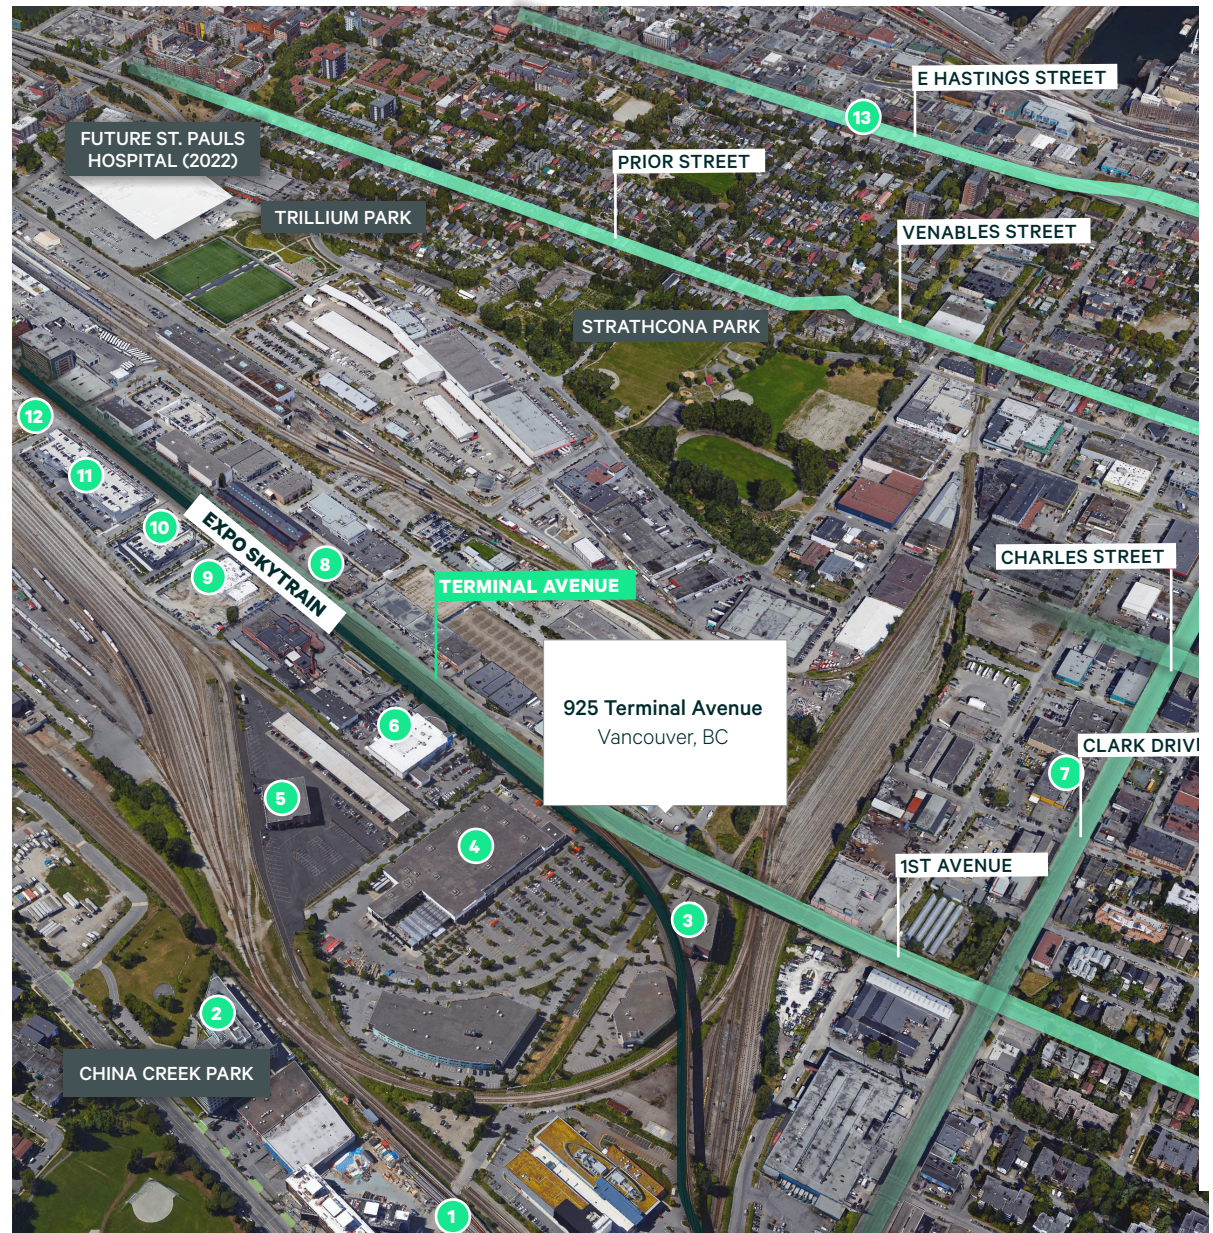 E HASTINGS STREET
13
FUTURE ST. PAULS
HOSPITAL (2022)
PRIOR STREET
TRILLIUM PARK
VENABLES STREET
STRATHCONA PARK
12
11
10
EXPO SKYTRAIN
9
8
CHARLES STREET
TERMINAL AVENUE
925 Terminal Avenue
Vancouver, BC
6
CLARK DRIV
7
5
4
1ST AVENUE
3
2
CHINA CREEK PARK
1